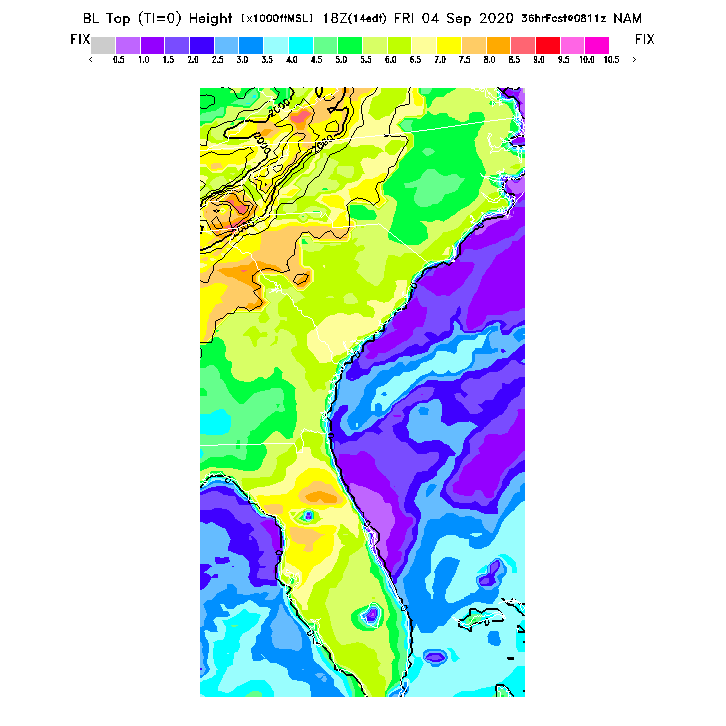 BL Top (TI=0) Height [x1000ftMSL] 18Z(14edt) FRI 04 Sep 2020 36hrFcst@0811z NAM
FIX FIX
< 0.5 1.0 1.5 2.0 2.5 3.0 3.5 4.0 4.5 5.0 5.5 6.0 6.5 7.0 7.5 8.0 8.5 9.0 9.5 10.0 10.5 >
2000
2000
2000